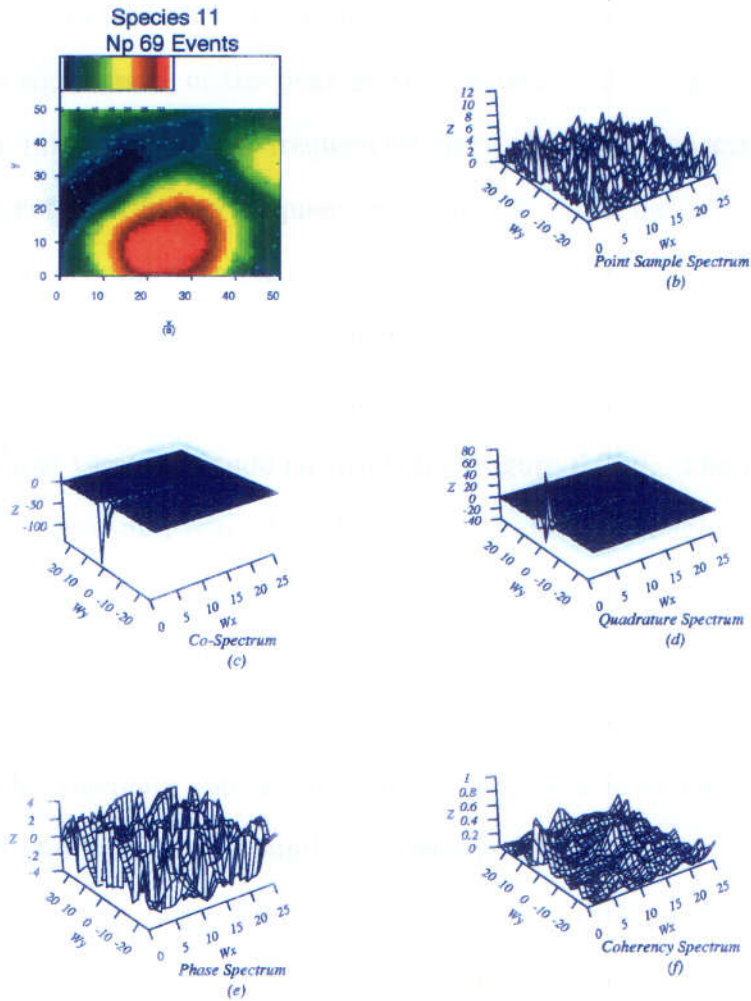 Species 11
Np 69 Events
50
40
30
20
10
0
y
0 10 20 30 40 50
x
(a)
12
10
8
6
4
2
0
Z
20 10 0 -10 -20
Wy
0 5 10 15 20 25
Wx
Point Sample Spectrum
(b)
0
-50
-100
Z
20 10 0 -10 -20
Wy
0 5 10 15 20 25
Wx
Co-Spectrum
(c)
80
60
40
20
0
-20
-40
Z
20 10 0 -10 -20
Wy
0 5 10 15 20 25
Wx
Quadrature Spectrum
(d)
4
2
0
-2
-4
Z
20 10 0 -10 -20
Wy
0 5 10 15 20 25
Wx
Phase Spectrum
(e)
1
0.8
0.6
0.4
0.2
0
Z
20 10 0 -10 -20
Wy
0 5 10 15 20 25
Wx
Coherency Spectrum
(f)